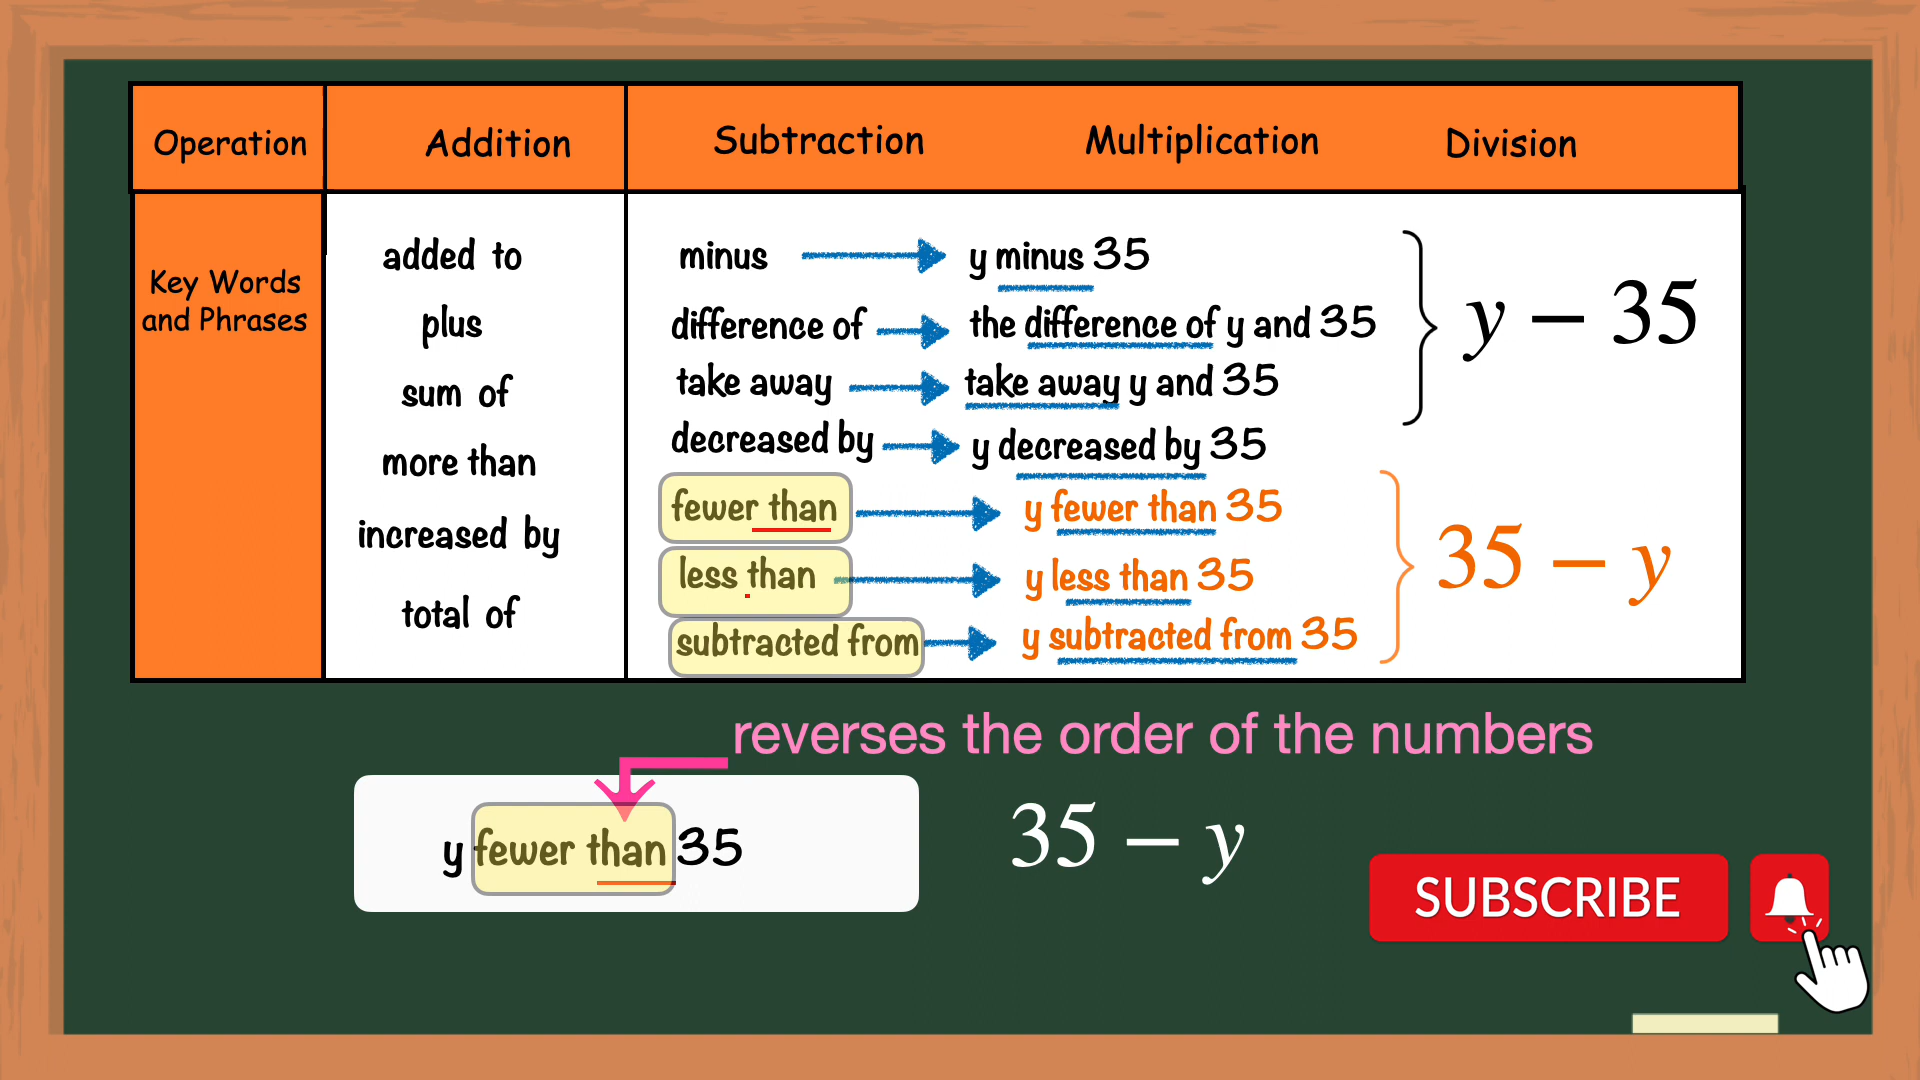 Operation Addition Subtraction Multiplication Division
Key Words
and Phrases
added to
plus
sum of
more than
increased by
total of
minus y minus 35
difference of the difference of y and 35
take away take away y and 35
decreased by y decreased by 35
y – 35
fewer than y fewer than 35
less than y less than 35
subtracted from y subtracted from 35
35 – y
reverses the order of the numbers
y fewer than 35
35 – y
SUBSCRIBE